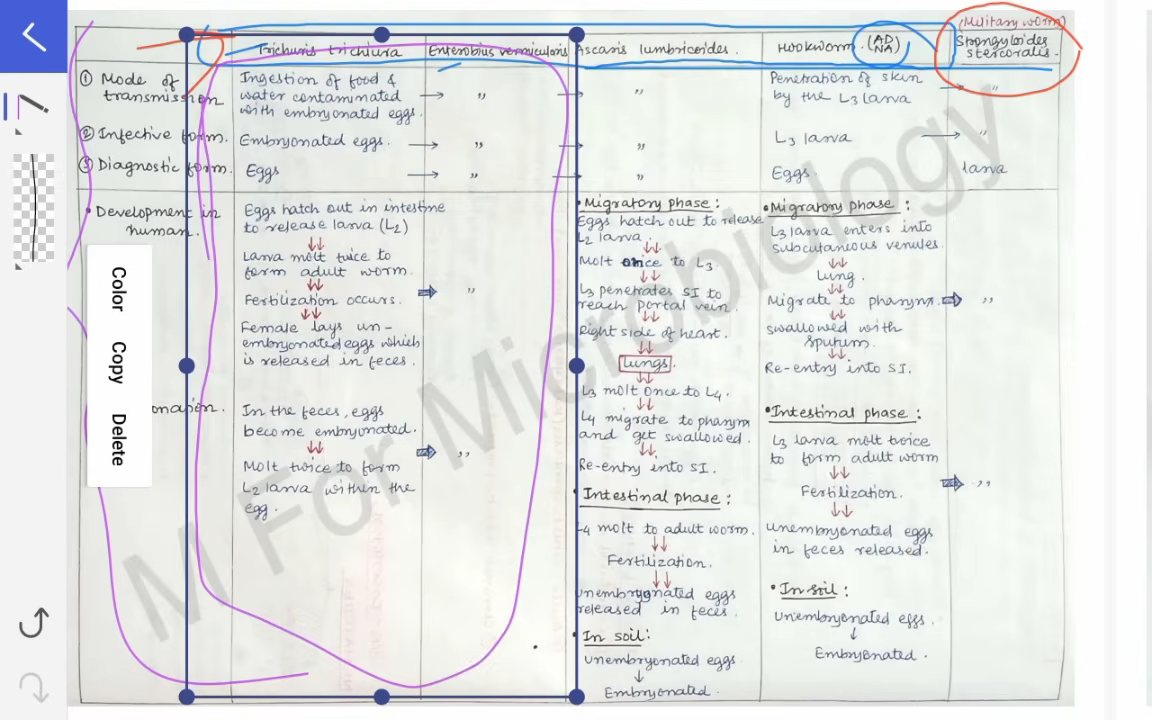 (Military worm)
Trichuris trichiura
Enterobius vermicularis
Ascaris lumbricoides.
Hookworm. (AD NA)
Strongyloides
stercoralis.
① Mode of
transmission
Ingestion of food &
water contaminated
with embryonated eggs.
→ "
→ "
Penetration of skin
by the L3 larva
→ "
② Infective form.
Embryonated eggs.
→ "
→ "
L3 larva
→ "
③ Diagnostic form.
Eggs
→ "
→ "
Eggs.
larva
• Development in
human.
Eggs hatch out in intestine
to release larva (L2)
Larva molt twice to
form adult worm.
Fertilization occurs.
Female lays un-
embryonated eggs which
is released in feces.
⇒ "
In the feces, eggs
become embryonated.
Molt twice to form
L2 larva within the
egg.
⇒ "
• Migratory phase:
Eggs hatch out to release
L2 larva.
Molt once to L3
L3 penetrates SI to
reach portal vein.
Right side of heart.
Lungs.
L3 molt once to L4.
L4 migrate to pharynx
and get swallowed.
Re-entry into SI.
• Intestinal phase:
L4 molt to adult worm.
Fertilization.
Unembryonated eggs
released in feces.
• In soil:
Unembryonated eggs
↓
Embryonated.
• Migratory phase:
L3 larva enters into
subcutaneous venules.
Lung.
Migrate to pharynx.
swallowed with
sputum.
Re-entry into SI.
⇒ "
• Intestinal phase:
L3 larva molt twice
to form adult worm
Fertilization.
Unembryonated eggs
in feces released.
⇒ "
• In soil:
Unembryonated eggs.
↓
Embryonated.
Color
Copy
Delete
M For Microbiology